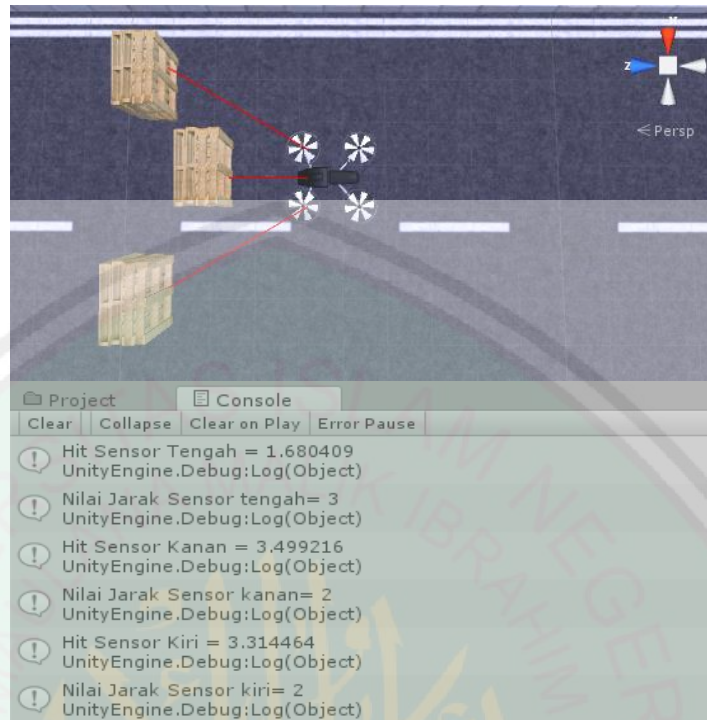 x
z
< Persp
Project Console
Clear Collapse Clear on Play Error Pause
Hit Sensor Tengah = 1.680409
UnityEngine.Debug:Log(Object)
Nilai Jarak Sensor tengah= 3
UnityEngine.Debug:Log(Object)
Hit Sensor Kanan = 3.499216
UnityEngine.Debug:Log(Object)
Nilai Jarak Sensor kanan= 2
UnityEngine.Debug:Log(Object)
Hit Sensor Kiri = 3.314464
UnityEngine.Debug:Log(Object)
Nilai Jarak Sensor kiri= 2
UnityEngine.Debug:Log(Object)
ISLAM NEGER
IBRAHIM